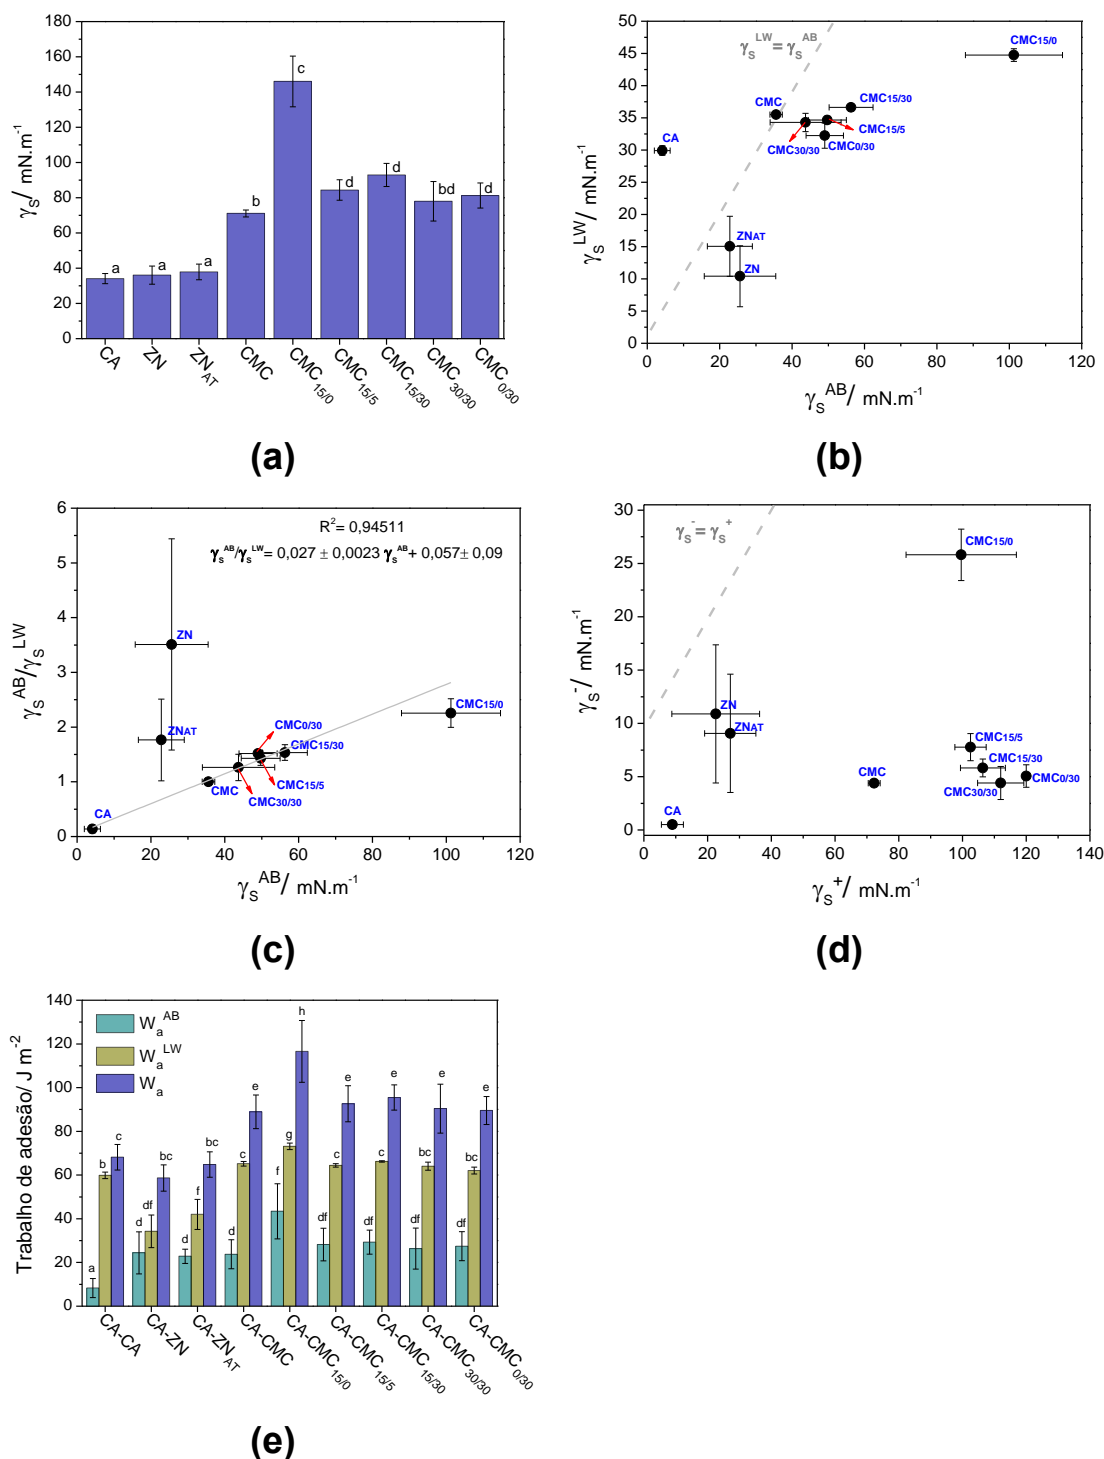 γS/ mN.m-1
180
160
140
120
100
80
60
40
20
0
a
a
a
b
c
d
d
bd
d
CA
ZN
ZNAT
CMC
CMC15/0
CMC15/5
CMC15/30
CMC30/30
CMC0/30
(a)
γSLW/ mN.m-1
50
45
40
35
30
25
20
15
10
5
0
γSLW= γSAB
CMC15/0
CMC
CMC15/30
CMC15/5
CA
CMC30/30
CMC0/30
ZNAT
ZN
0 20 40 60 80 100 120
γSAB/ mN.m-1
(b)
γSAB/γSLW
6
5
4
3
2
1
0
R2= 0,94511
γSAB/γSLW= 0,027 ± 0,0023 γSAB+ 0,057± 0,09
ZN
CMC15/0
CMC0/30
ZNAT
CMC15/30
CMC15/5
CMC
CMC30/30
CA
0 20 40 60 80 100 120
γSAB/ mN.m-1
(c)
γS-/ mN.m-1
30
25
20
15
10
5
0
γS-= γS+
CMC15/0
ZN
ZNAT
CMC15/5
CMC15/30
CMC
CMC0/30
CMC30/30
CA
0 20 40 60 80 100 120 140
γS+/ mN.m-1
(d)
Trabalho de adesão/ J m-2
140
120
100
80
60
40
20
0
WaAB
WaLW
Wa
a b c
d df bc
d f bc
d c e
f g h
df c e
df c e
df bc e
df bc e
CA-CA
CA-ZN
CA-ZNAT
CA-CMC
CA-CMC15/0
CA-CMC15/5
CA-CMC15/30
CA-CMC30/30
CA-CMC0/30
(e)